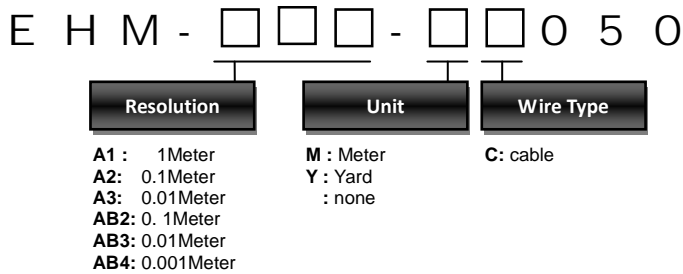 EHM-□□□-□□050
Resolution Unit Wire Type
A1 : 1Meter M : Meter C: cable
A2: 0.1Meter Y : Yard
A3: 0.01Meter : none
AB2: 0. 1Meter
AB3: 0.01Meter
AB4: 0.001Meter